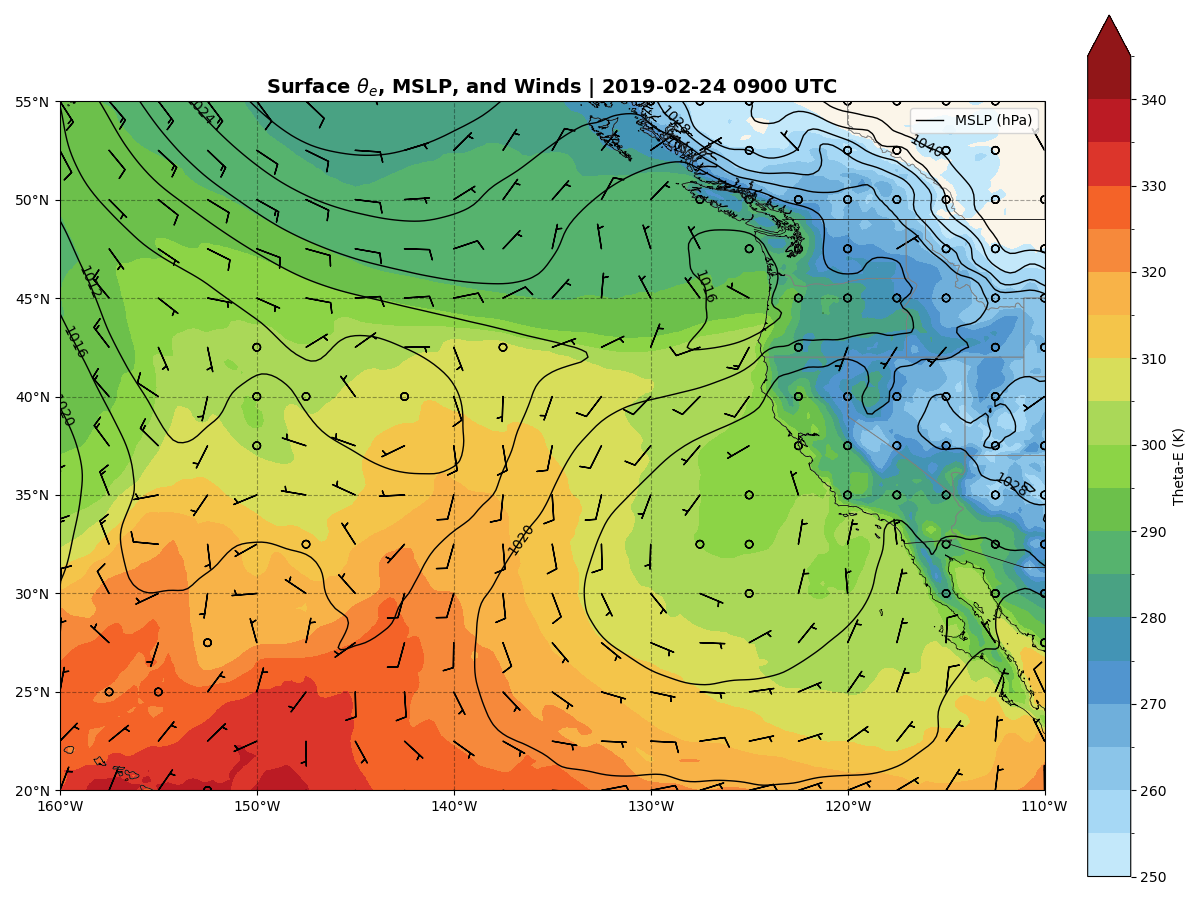 Surface θe, MSLP, and Winds | 2019-02-24 0900 UTC
MSLP (hPa)
55°N
50°N
45°N
40°N
35°N
30°N
25°N
20°N
160°W
150°W
140°W
130°W
120°W
110°W
1024
1028
1040
1012
1016
1016
1020
1020
1028
340
330
320
310
300
290
280
270
260
250
Theta-E (K)